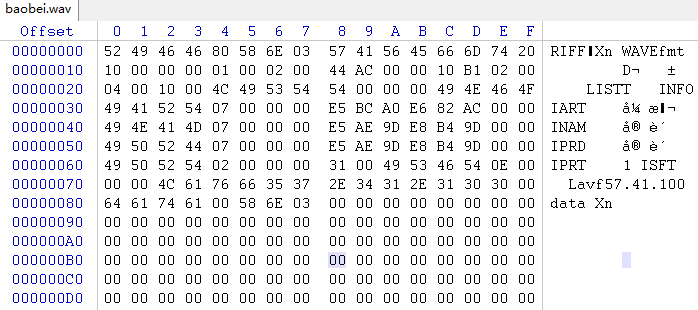 baobei.wav
Offset 0 1 2 3 4 5 6 7 8 9 A B C D E F
00000000 52 49 46 46 80 58 6E 03 57 41 56 45 66 6D 74 20 RIFF▮Xn WAVEfmt
00000010 10 00 00 00 01 00 02 00 44 AC 00 00 10 B1 02 00 D¬ ±
00000020 04 00 10 00 4C 49 53 54 54 00 00 00 49 4E 46 4F LISTT INFO
00000030 49 41 52 54 07 00 00 00 E5 BC A0 E6 82 AC 00 00 IART å¼ æ▮¬
00000040 49 4E 41 4D 07 00 00 00 E5 AE 9D E8 B4 9D 00 00 INAM å® è´
00000050 49 50 52 44 07 00 00 00 E5 AE 9D E8 B4 9D 00 00 IPRD å® è´
00000060 49 50 52 54 02 00 00 00 31 00 49 53 46 54 0E 00 IPRT 1 ISFT
00000070 00 00 4C 61 76 66 35 37 2E 34 31 2E 31 30 30 00 Lavf57.41.100
00000080 64 61 74 61 00 58 6E 03 00 00 00 00 00 00 00 00 data Xn
00000090 00 00 00 00 00 00 00 00 00 00 00 00 00 00 00 00
000000A0 00 00 00 00 00 00 00 00 00 00 00 00 00 00 00 00
000000B0 00 00 00 00 00 00 00 00 00 00 00 00 00 00 00 00
000000C0 00 00 00 00 00 00 00 00 00 00 00 00 00 00 00 00
000000D0 00 00 00 00 00 00 00 00 00 00 00 00 00 00 00 00